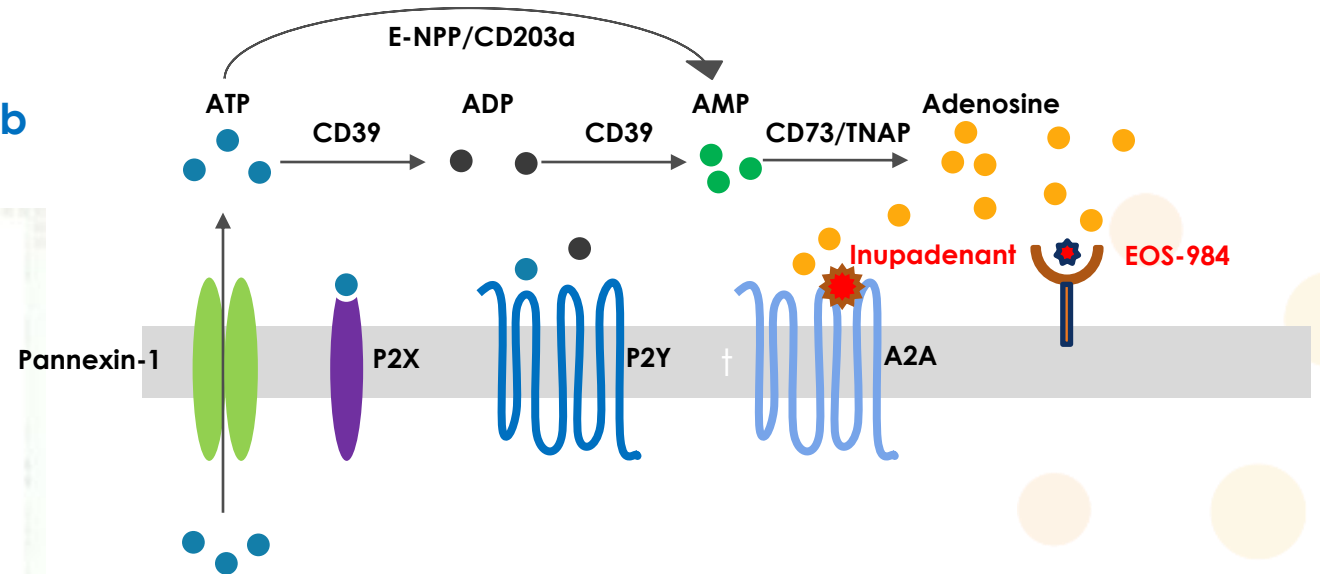 E-NPP/CD203a
b
ATP
ADP
AMP
Adenosine
CD39
CD39
CD73/TNAP
Inupadenant
EOS-984
Pannexin-1
P2X
P2Y
†
A2A